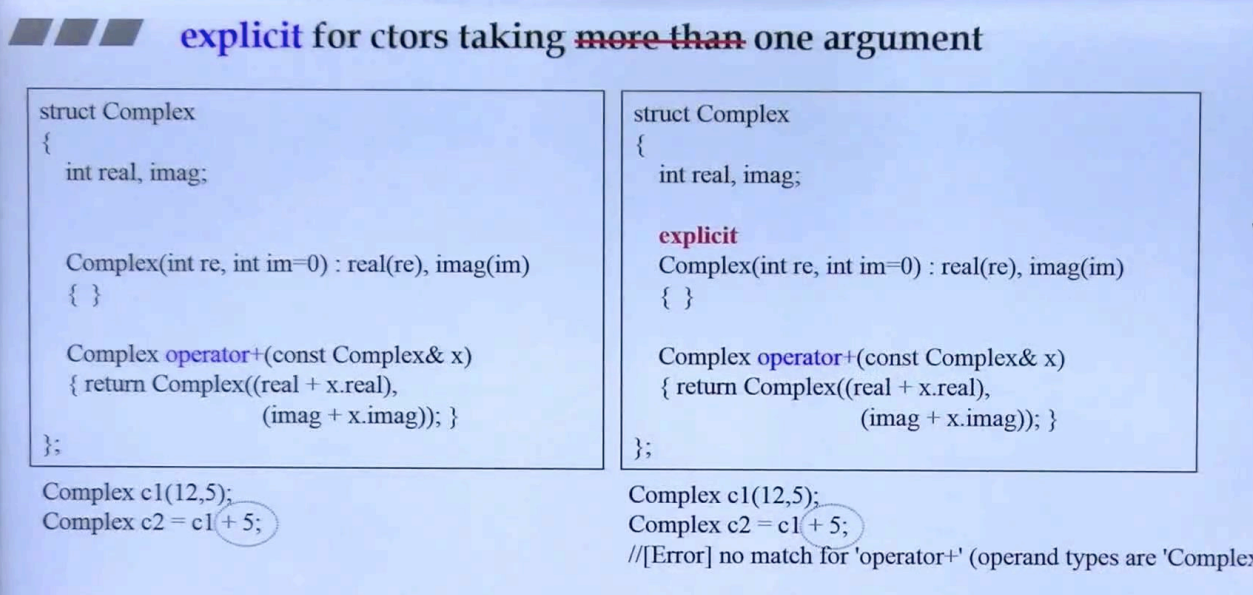 explicit for ctors taking more than one argument
struct Complex
{
int real, imag;
Complex(int re, int im=0) : real(re), imag(im)
{ }
Complex operator+(const Complex& x)
{ return Complex((real + x.real),
(imag + x.imag)); }
};
Complex c1(12,5);
Complex c2 = c1 + 5;
struct Complex
{
int real, imag;
explicit
Complex(int re, int im=0) : real(re), imag(im)
{ }
Complex operator+(const Complex& x)
{ return Complex((real + x.real),
(imag + x.imag)); }
};
Complex c1(12,5);
Complex c2 = c1 + 5;
//[Error] no match for 'operator+' (operand types are 'Complex